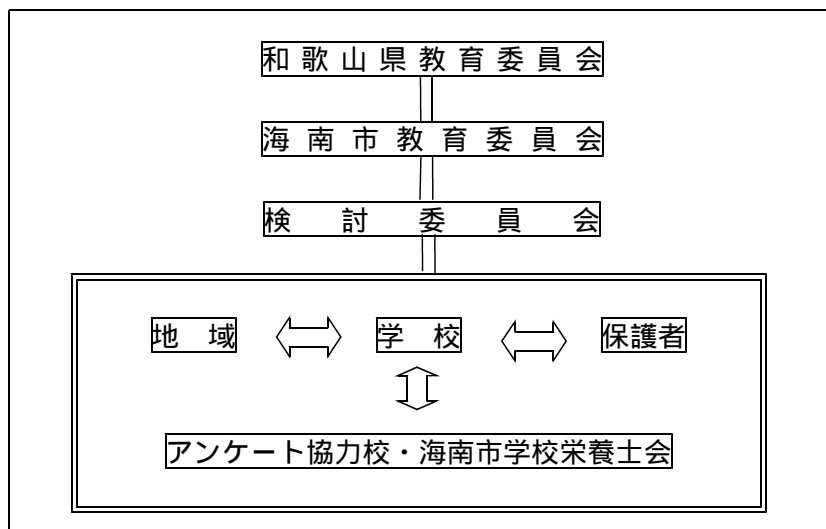 和歌山県教育委員会
海南市教育委員会
検討委員会
地域 学校 保護者
アンケート協力校・海南市学校栄養士会